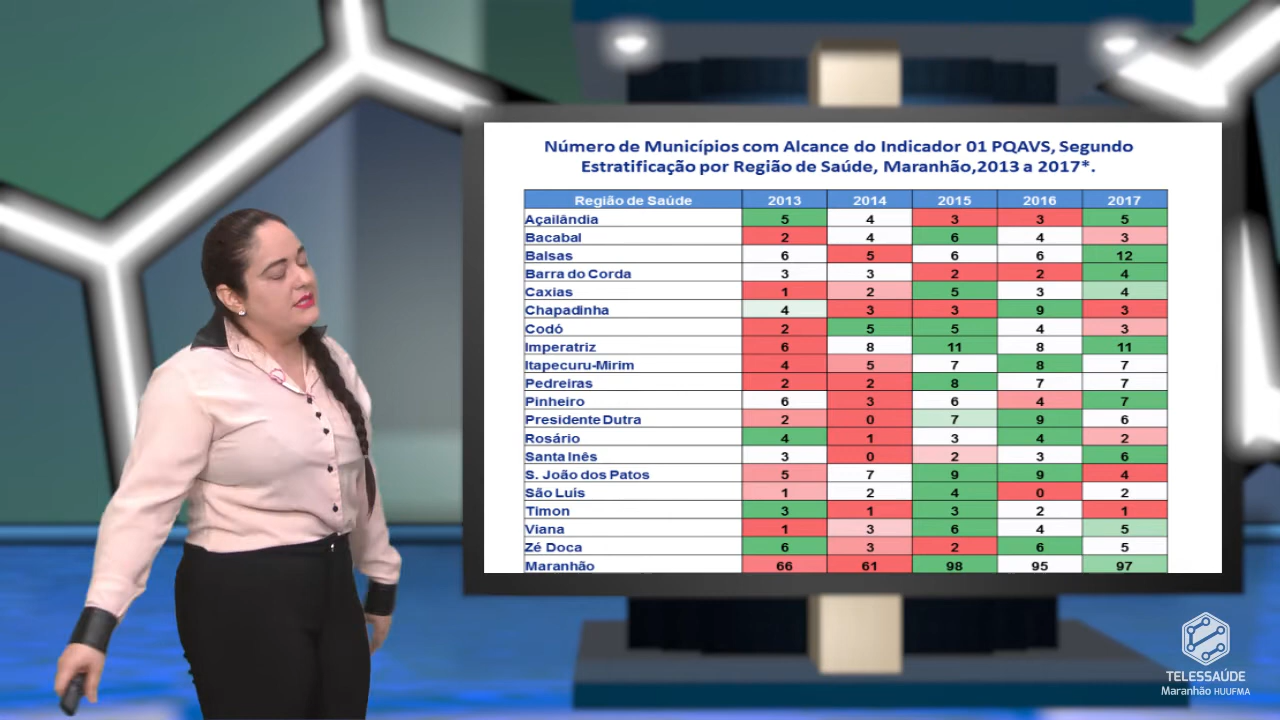 Número de Municípios com Alcance do Indicador 01 PQAVS, Segundo
Estratificação por Região de Saúde, Maranhão,2013 a 2017*.
Região de Saúde 2013 2014 2015 2016 2017
Açailândia 5 4 3 3 5
Bacabal 2 4 6 4 3
Balsas 6 5 6 6 12
Barra do Corda 3 3 2 2 4
Caxias 1 2 5 3 4
Chapadinha 4 3 3 9 3
Codó 2 5 5 4 3
Imperatriz 6 8 11 8 11
Itapecuru-Mirim 4 5 7 8 7
Pedreiras 2 2 8 7 7
Pinheiro 6 3 6 4 7
Presidente Dutra 2 0 7 9 6
Rosário 4 1 3 4 2
Santa Inês 3 0 2 3 6
S. João dos Patos 5 7 9 9 4
São Luís 1 2 4 0 2
Timon 3 1 3 2 1
Viana 1 3 6 4 5
Zé Doca 6 3 2 6 5
Maranhão 66 61 98 95 97
TELESSAÚDE
Maranhão HUUFMA